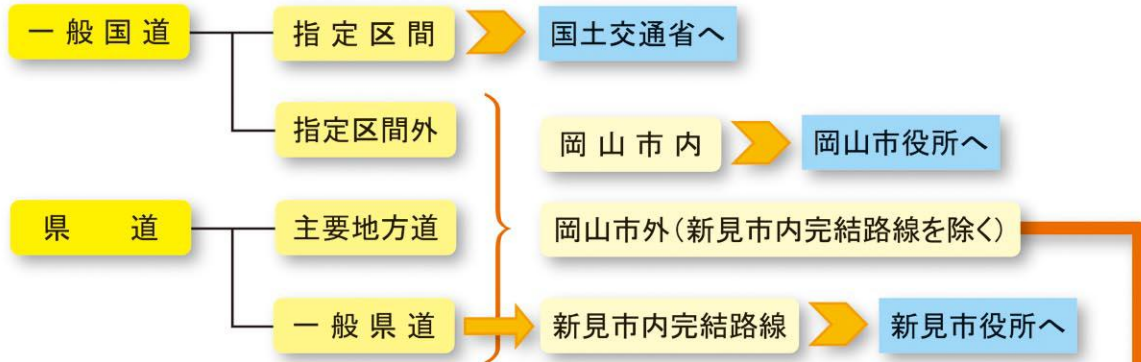 一般国道 指定区間 国土交通省へ
指定区間外
岡山市内 岡山市役所へ
県道 主要地方道 岡山市外(新見市内完結路線を除く)
一般県道 新見市内完結路線 新見市役所へ